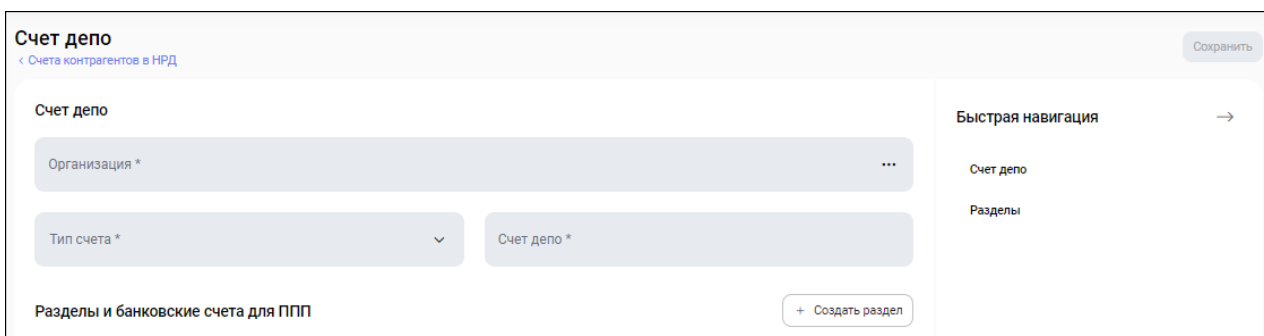 Счет депо
< Счета контрагентов в НРД
Сохранить
Счет депо
Организация *
Тип счета *
Счет депо *
Разделы и банковские счета для ППП
+ Создать раздел
Быстрая навигация
Счет депо
Разделы